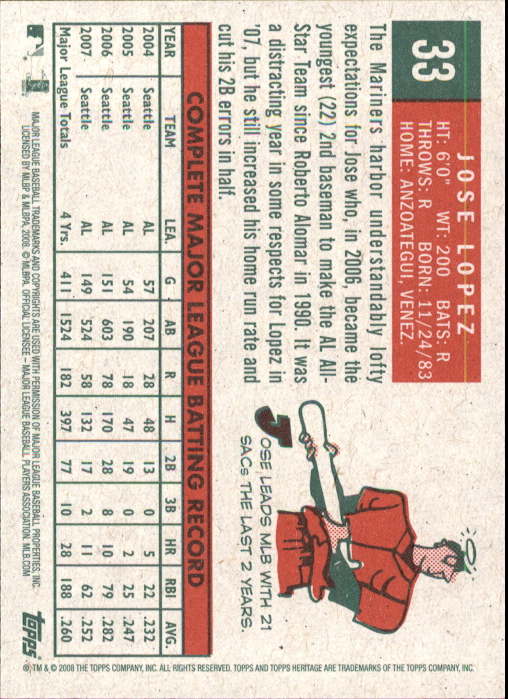 33
JOSE LOPEZ
HT: 6'0" WT: 200 BATS: R
THROWS: R BORN: 11/24/83
HOME: ANZOATEGUI, VENEZ.
The Mariners harbor understandably lofty
expectations for Jose who, in 2006, became the
youngest (22) 2nd baseman to make the AL All-
Star Team since Roberto Alomar in 1990. It was
a distracting year in some respects for Lopez in
'07, but he still increased his home run rate and
cut his 2B errors in half.
JOSE LEADS MLB WITH 21
SACS THE LAST 2 YEARS.
COMPLETE MAJOR LEAGUE BATTING RECORD
YEAR TEAM LEA. G AB R H 2B 3B HR RBI AVG.
2004 Seattle AL 57 207 28 48 13 0 5 22 .232
2005 Seattle AL 54 190 18 47 19 0 2 25 .247
2006 Seattle AL 151 603 78 170 28 8 10 79 .282
2007 Seattle AL 149 524 58 132 17 2 11 62 .252
Major League Totals 4 Yrs. 411 1524 182 397 77 10 28 188 .260
MAJOR LEAGUE BASEBALL TRADEMARKS AND COPYRIGHTS ARE USED WITH PERMISSION OF MAJOR LEAGUE BASEBALL PROPERTIES, INC.
LICENSED BY MLBP & MLBPA, 2008. © MLBPA. OFFICIAL LICENSEE – MAJOR LEAGUE BASEBALL PLAYERS ASSOCIATION. MLB.COM
Topps
®, TM & © 2008 THE TOPPS COMPANY, INC. ALL RIGHTS RESERVED. TOPPS AND TOPPS HERITAGE ARE TRADEMARKS OF THE TOPPS COMPANY, INC.